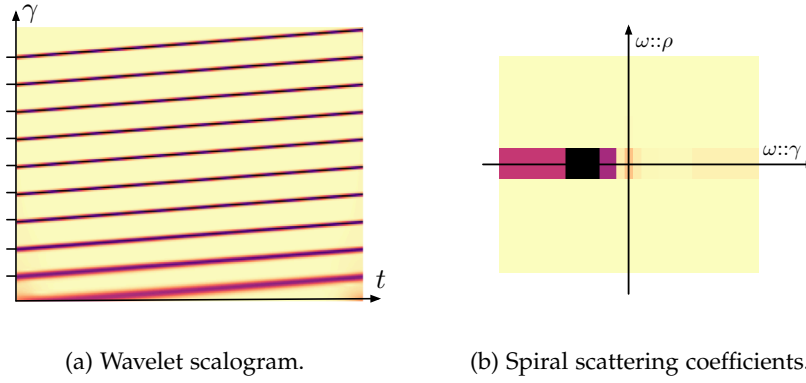 γ
t
(a) Wavelet scalogram.
ω::ρ
ω::γ
(b) Spiral scattering coefficients.